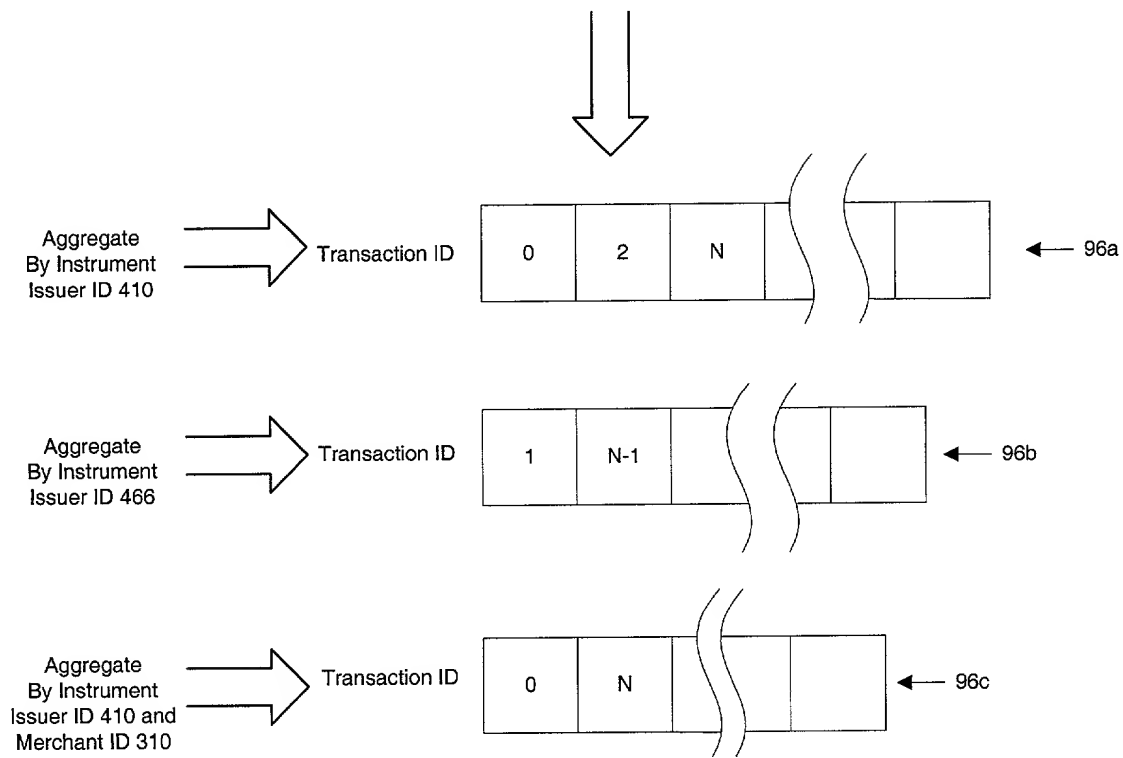 Aggregate
By Instrument
Issuer ID 410
Transaction ID
0 2 N
96a
Aggregate
By Instrument
Issuer ID 466
Transaction ID
1 N-1
96b
Aggregate
By Instrument
Issuer ID 410 and
Merchant ID 310
Transaction ID
0 N
96c